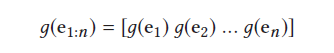 g(e₁:ₙ) = [g(e₁) g(e₂) ... g(eₙ)]